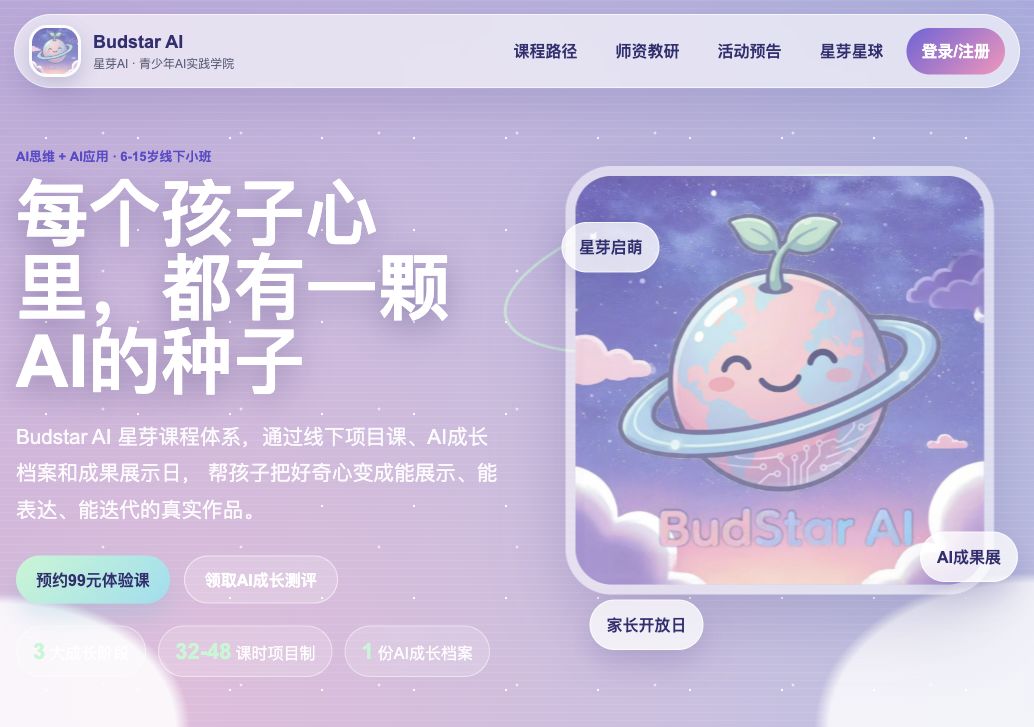 Budstar AI
星芽AI · 青少年AI实践学院
课程路径
师资教研
活动预告
星芽星球
登录/注册
AI思维 + AI应用 · 6-15岁线下小班
每个孩子心
里，都有一颗
AI的种子
Budstar AI 星芽课程体系，通过线下项目课、AI成长
档案和成果展示日， 帮孩子把好奇心变成能展示、能
表达、能迭代的真实作品。
预约99元体验课
领取AI成长测评
3 大成长阶段
32-48 课时项目制
1 份AI成长档案
星芽启萌
BudStar AI
AI成果展
家长开放日